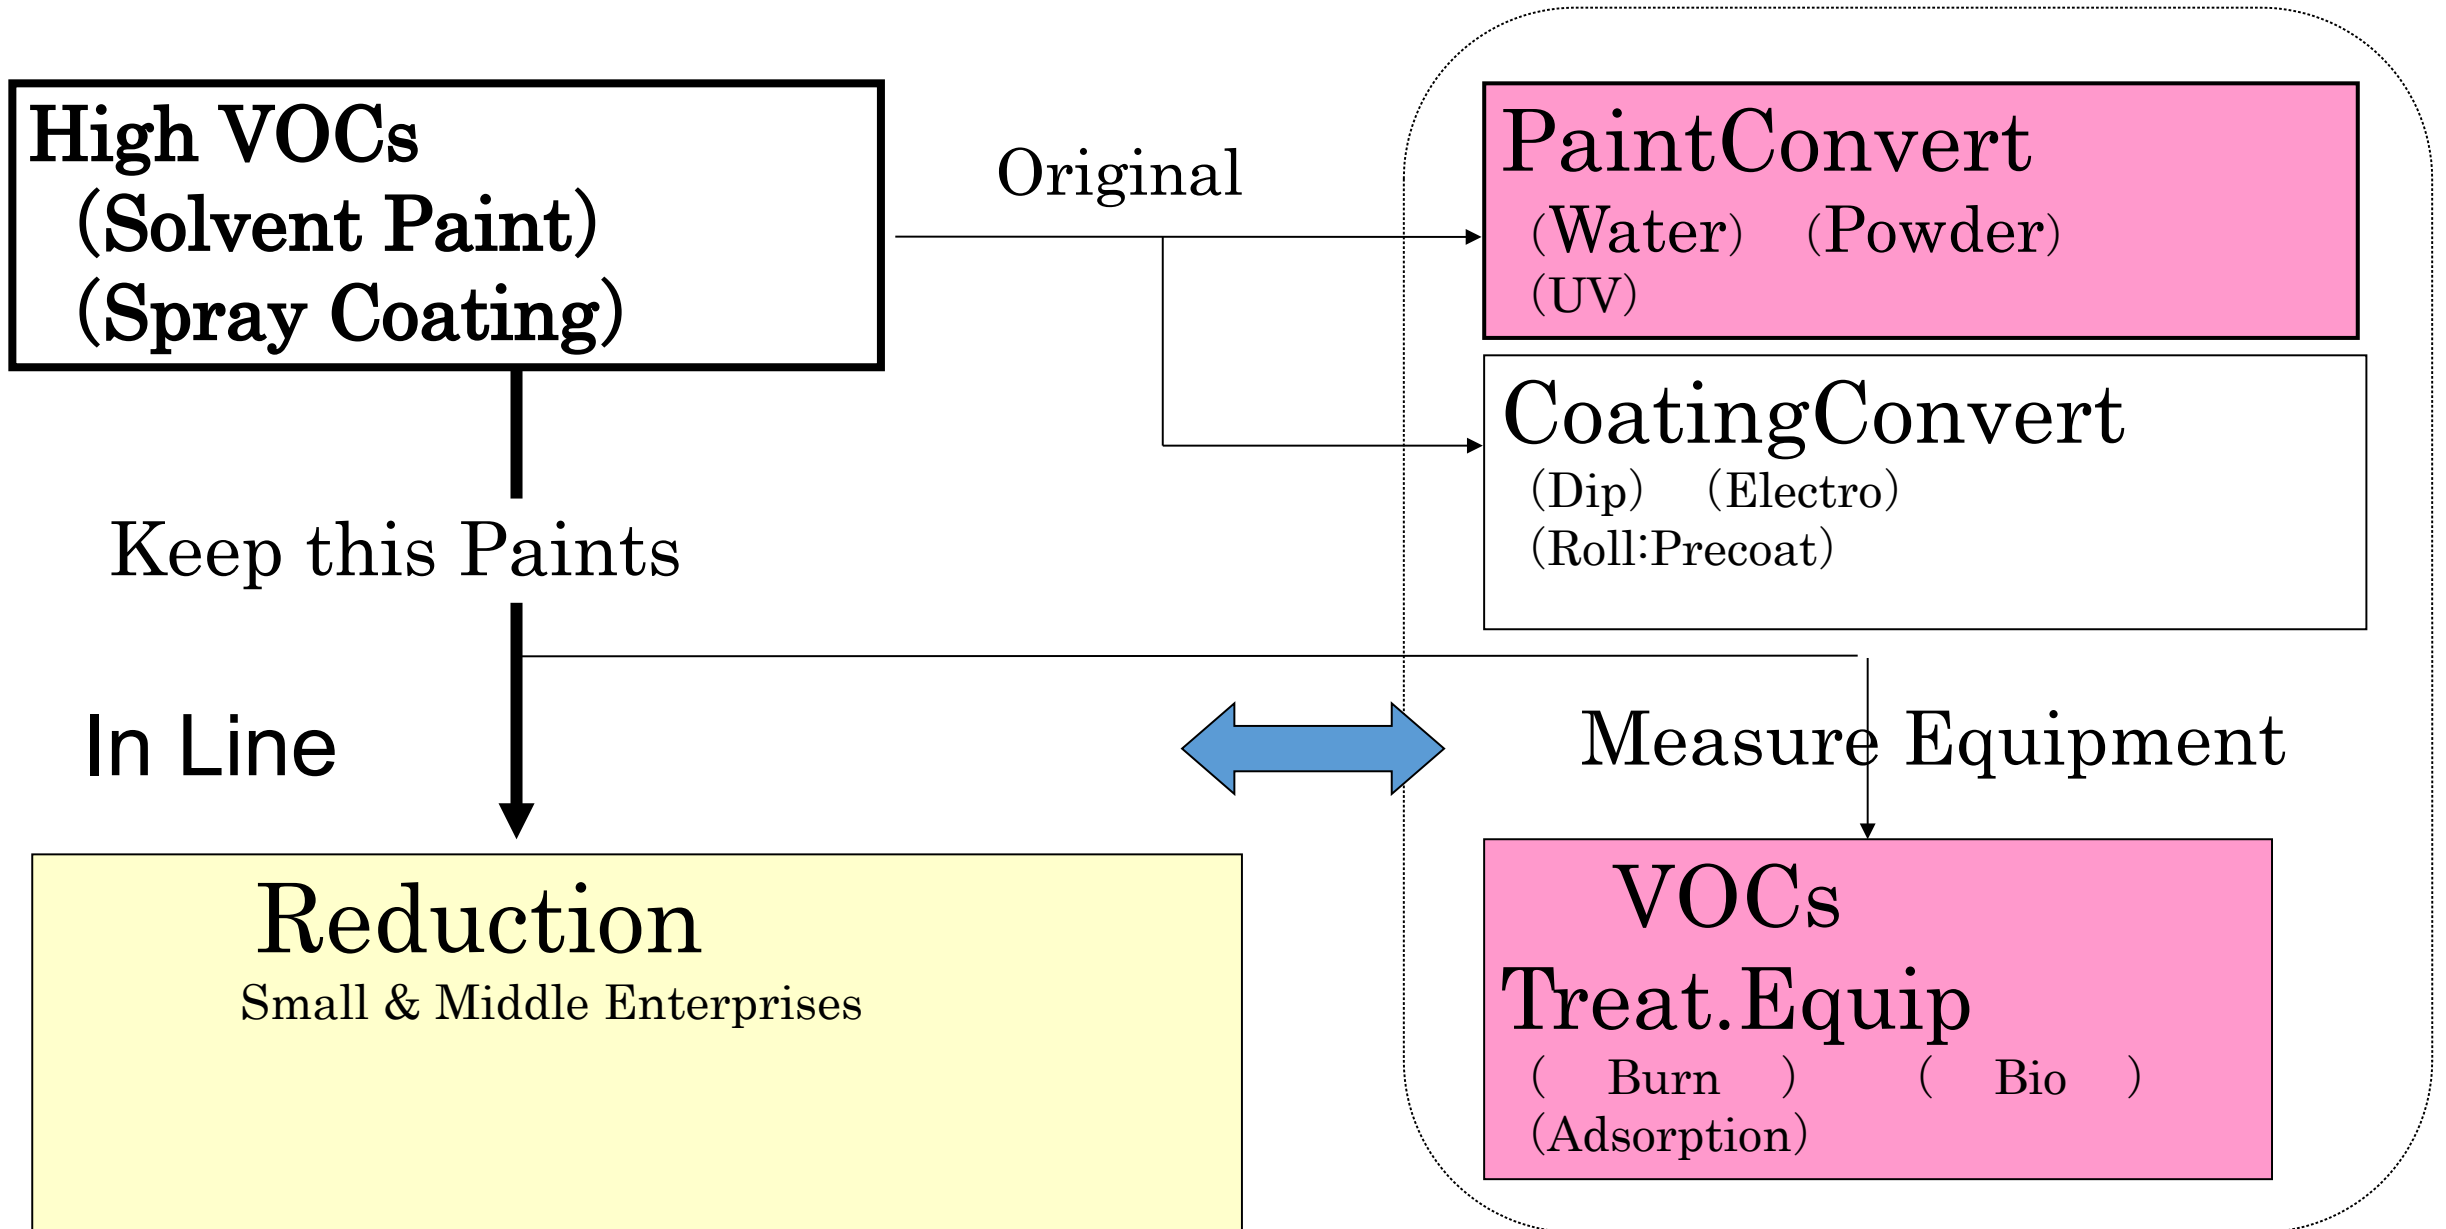 High VOCs
(Solvent Paint)
(Spray Coating)
Original
PaintConvert
(Water) (Powder)
(UV)
CoatingConvert
(Dip) (Electro)
(Roll:Precoat)
Keep this Paints
In Line
Measure Equipment
Reduction
Small & Middle Enterprises
VOCs
Treat.Equip
( Burn ) ( Bio )
(Adsorption)